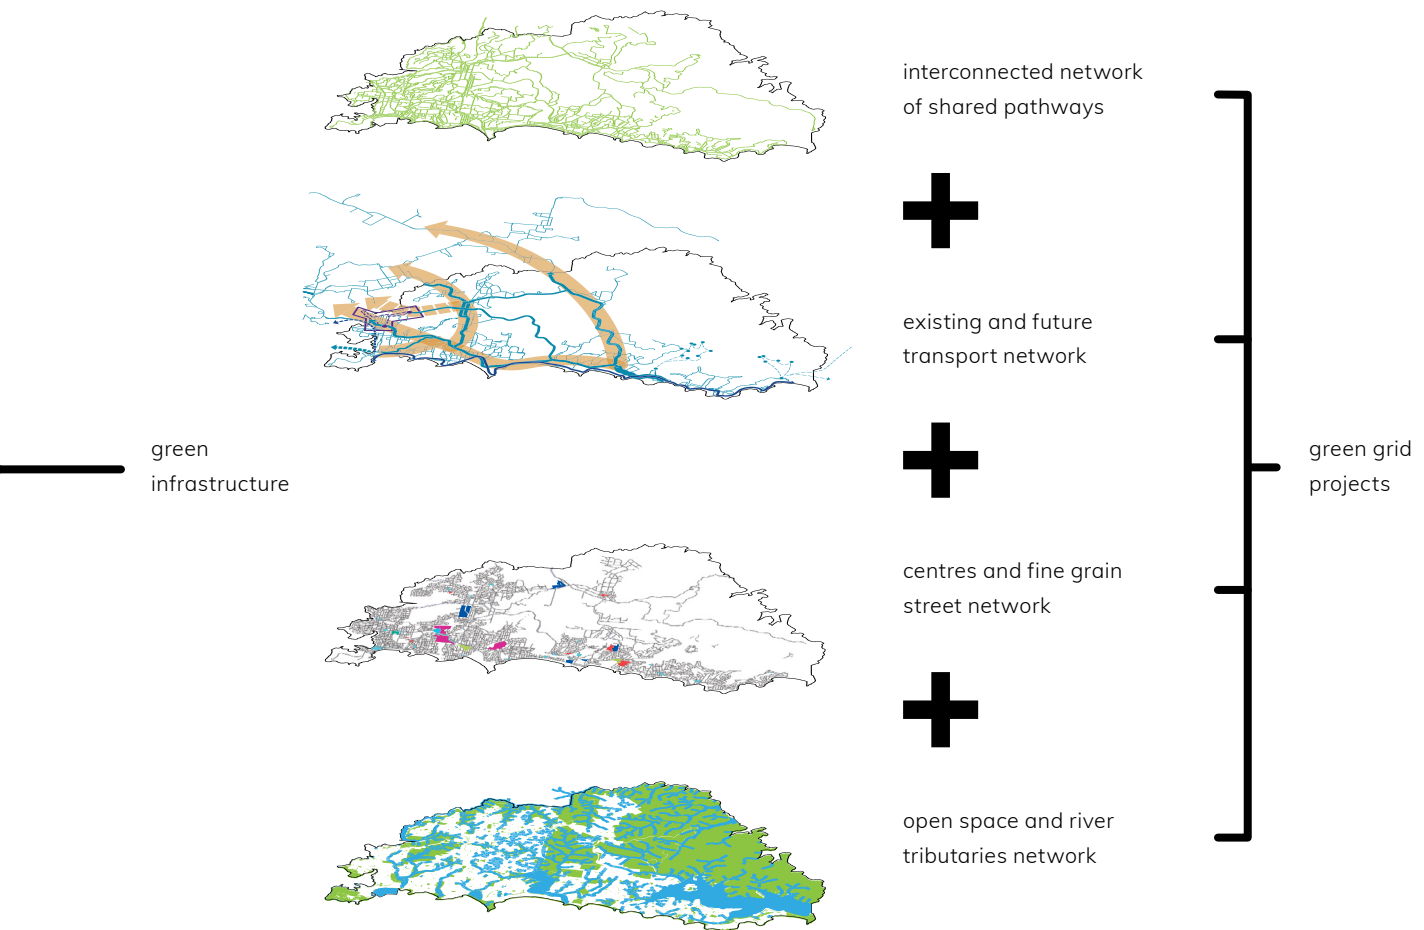 interconnected network
of shared pathways
existing and future
transport network
green
infrastructure
green grid
projects
centres and fine grain
street network
open space and river
tributaries network